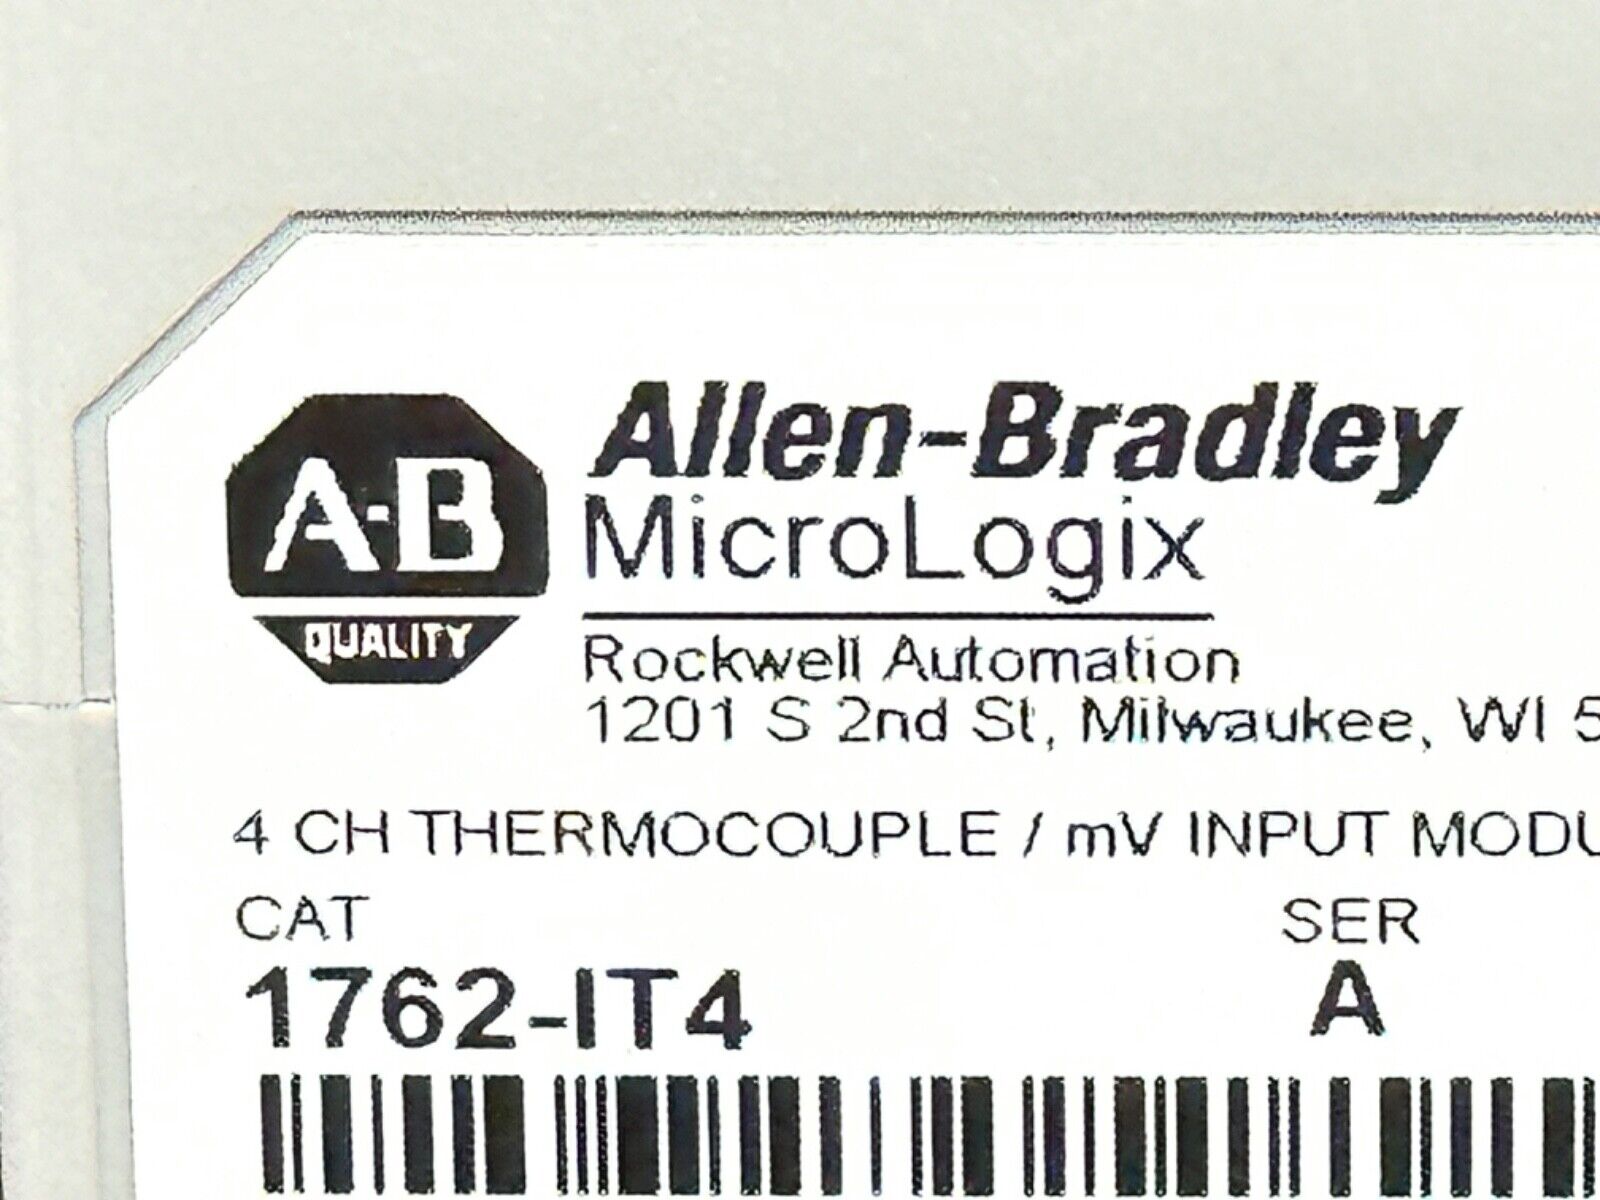 A-B
QUALITY
Allen-Bradley
MicroLogix
Rockwell Automation
1201 S 2nd St, Milwaukee, WI
4 CH THERMOCOUPLE / mV INPUT
CAT
SER
1762-IT4
A